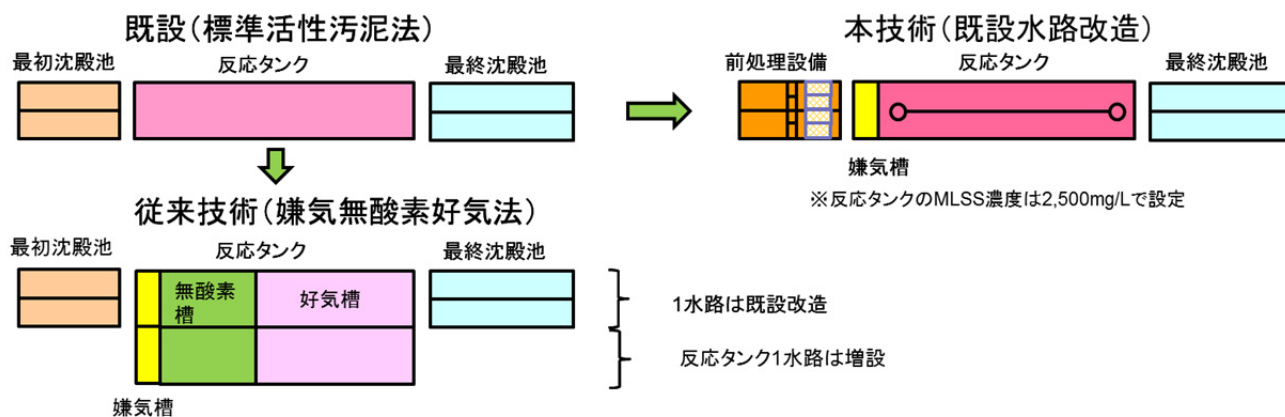 既設(標準活性汚泥法)
最初沈殿池
反応タンク
最終沈殿池
本技術(既設水路改造)
前処理設備
反応タンク
最終沈殿池
嫌気槽
※反応タンクのMLSS濃度は2,500mg/Lで設定
従来技術(嫌気無酸素好気法)
最初沈殿池
反応タンク
最終沈殿池
無酸素
槽
好気槽
1水路は既設改造
反応タンク1水路は増設
嫌気槽